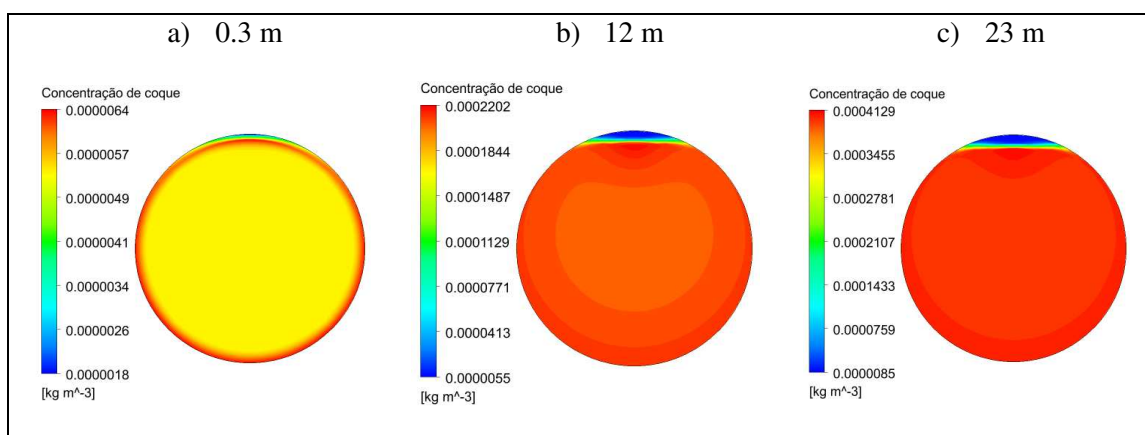 a) 0.3 m
Concentração de coque
0.0000064
0.0000057
0.0000049
0.0000041
0.0000034
0.0000026
0.0000018
[kg m^-3]
b) 12 m
Concentração de coque
0.0002202
0.0001844
0.0001487
0.0001129
0.0000771
0.0000413
0.0000055
[kg m^-3]
c) 23 m
Concentração de coque
0.0004129
0.0003455
0.0002781
0.0002107
0.0001433
0.0000759
0.0000085
[kg m^-3]